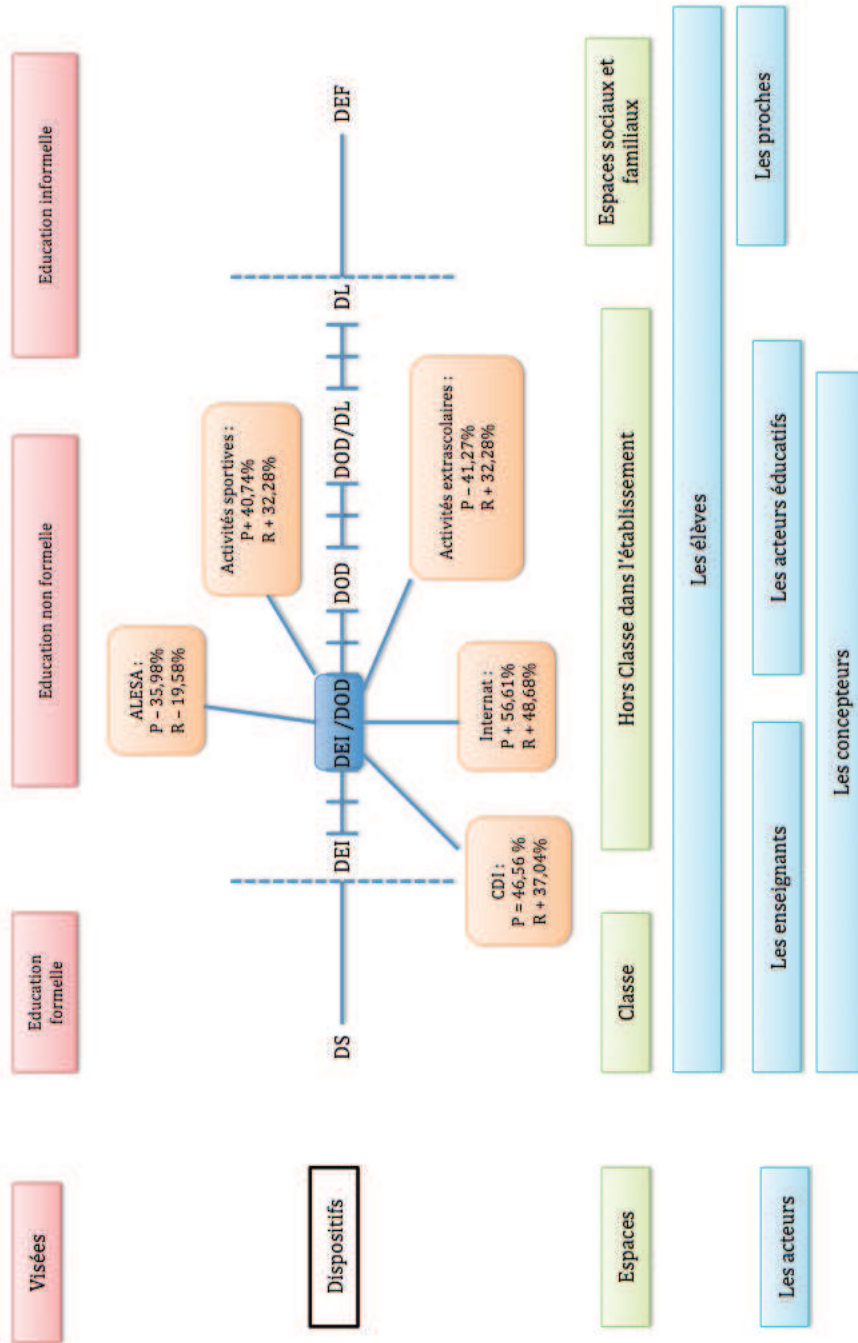 Visées
Education
formelle
Education non formelle
Education informelle
ALESA :
P – 35,98%
R – 19,58%
Activités sportives :
P+ 40,74%
R + 32,28%
Dispositifs
DS
DEI
DEI /DOD
DOD
DOD/DL
DL
DEF
CDI :
P = 46,56 %
R + 37,04%
Internat :
P + 56,61%
R + 48,68%
Activités extrascolaires :
P – 41,27%
R + 32,28%
Espaces
Classe
Hors Classe dans l'établissement
Espaces sociaux et
familiaux
Les acteurs
Les élèves
Les enseignants
Les acteurs éducatifs
Les proches
Les concepteurs